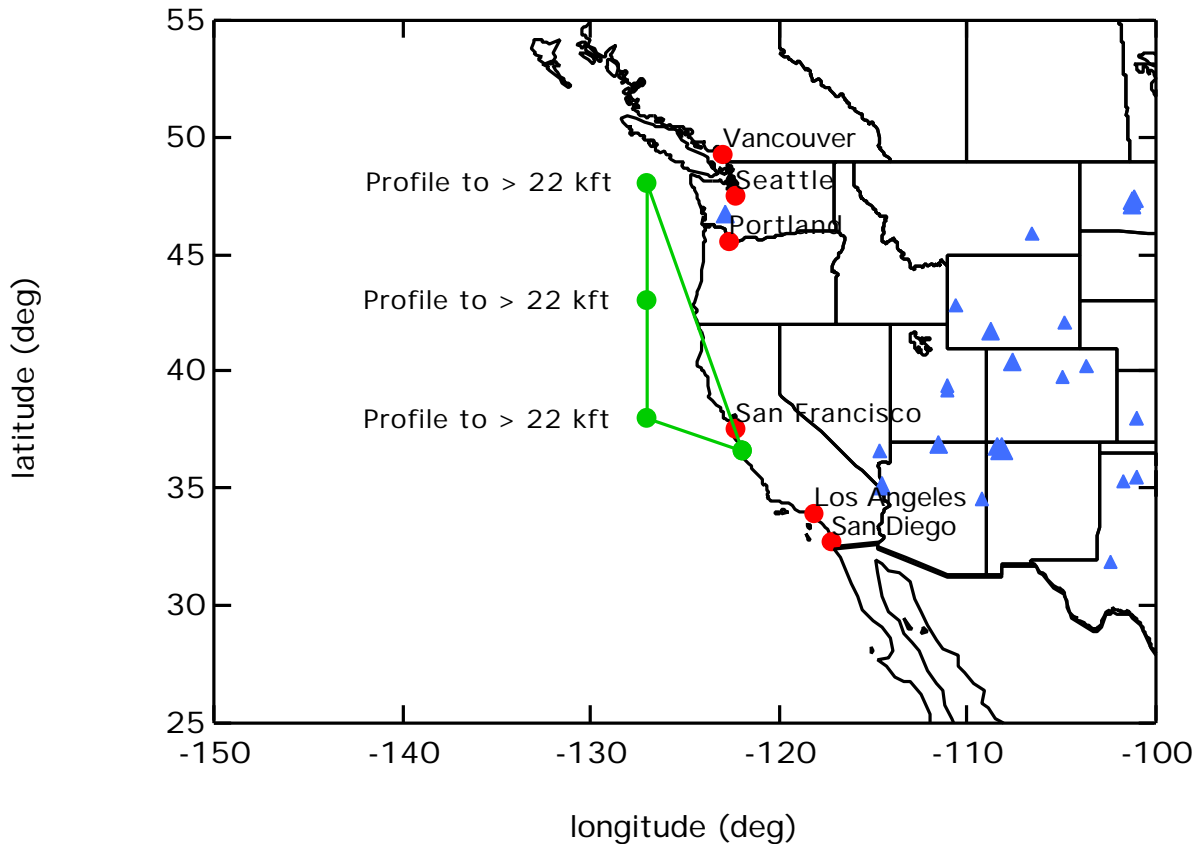 55
50
45
40
35
30
25
-150
-140
-130
-120
-110
-100
latitude (deg)
longitude (deg)
Vancouver
Profile to > 22 kft
Seattle
Portland
Profile to > 22 kft
Profile to > 22 kft
San Francisco
Los Angeles
San Diego